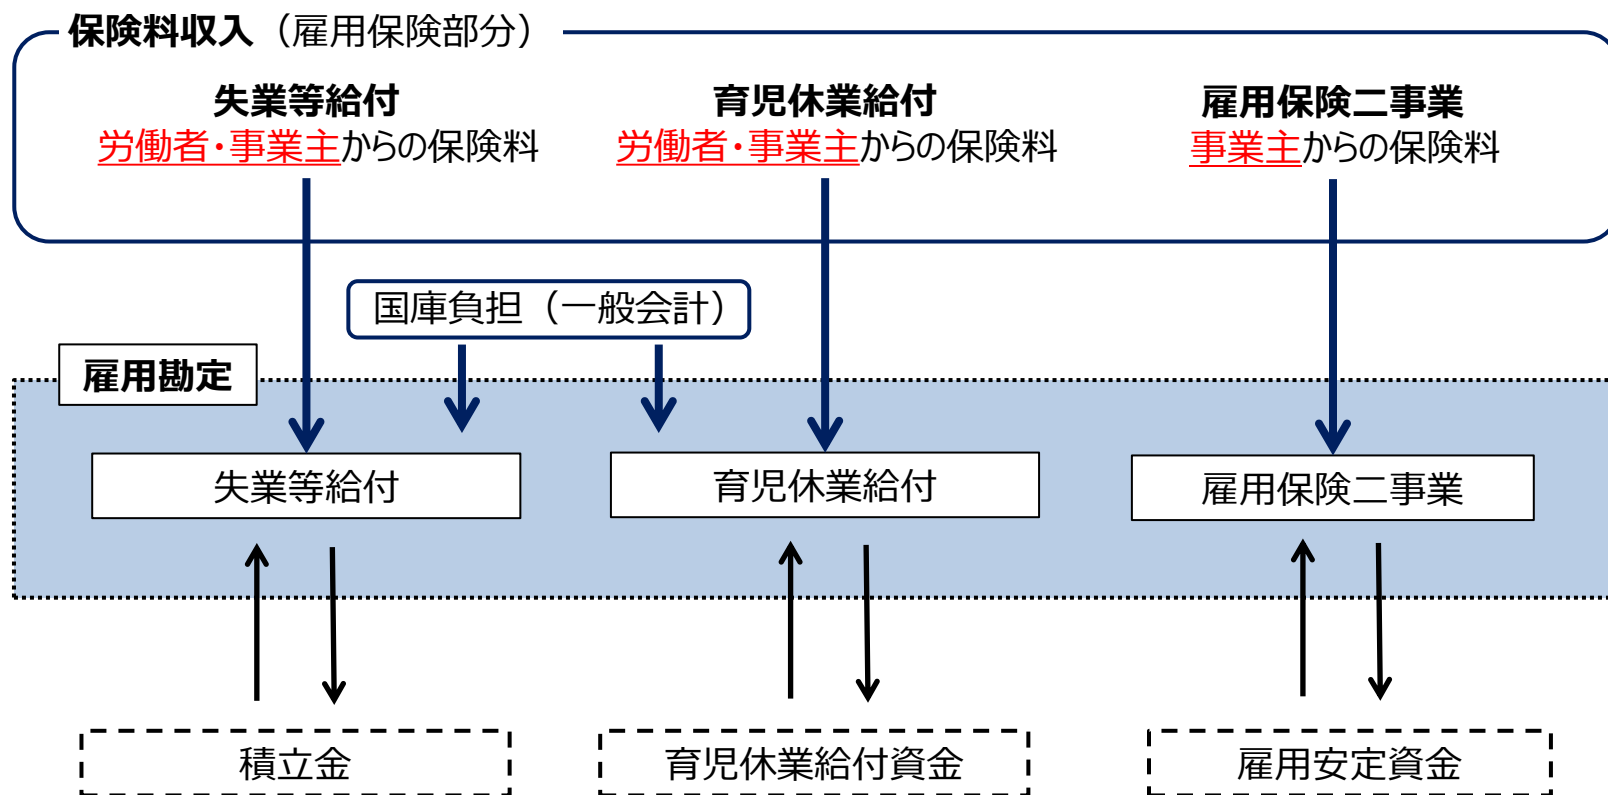 保険料収入（雇用保険部分）
失業等給付
労働者・事業主からの保険料
育児休業給付
労働者・事業主からの保険料
雇用保険二事業
事業主からの保険料
国庫負担（一般会計）
雇用勘定
失業等給付
育児休業給付
雇用保険二事業
積立金
育児休業給付資金
雇用安定資金